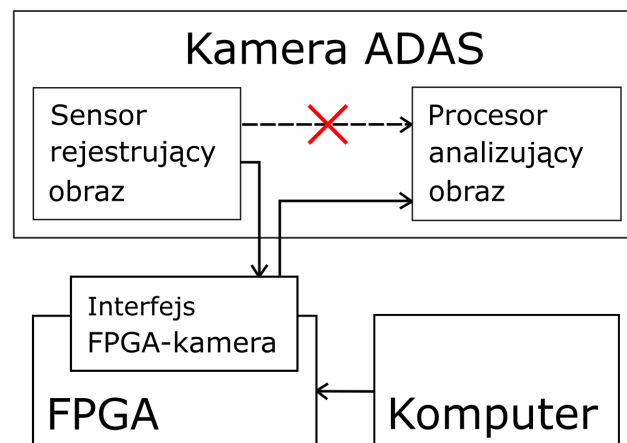 Kamera ADAS
Sensor
rejestrujący
obraz
Procesor
analizujący
obraz
Interfejs
FPGA-kamera
FPGA
Komputer